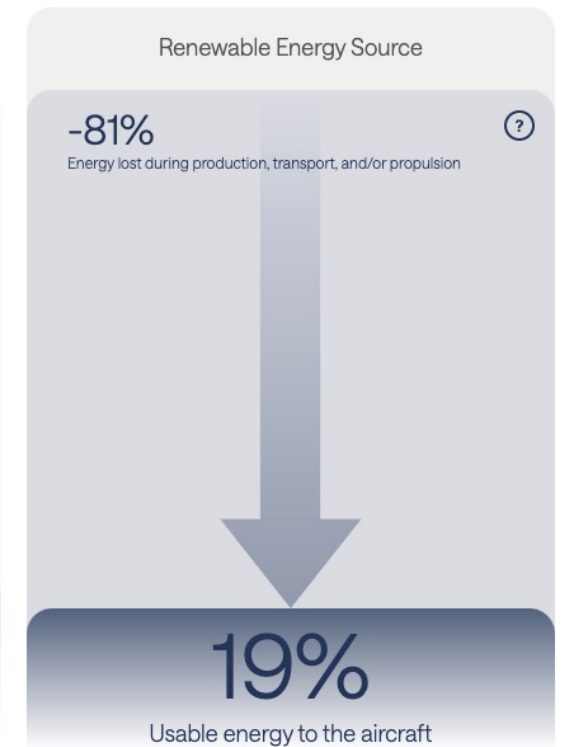 Renewable Energy Source
-81%
?
Energy lost during production, transport, and/or propulsion
19%
Usable energy to the aircraft